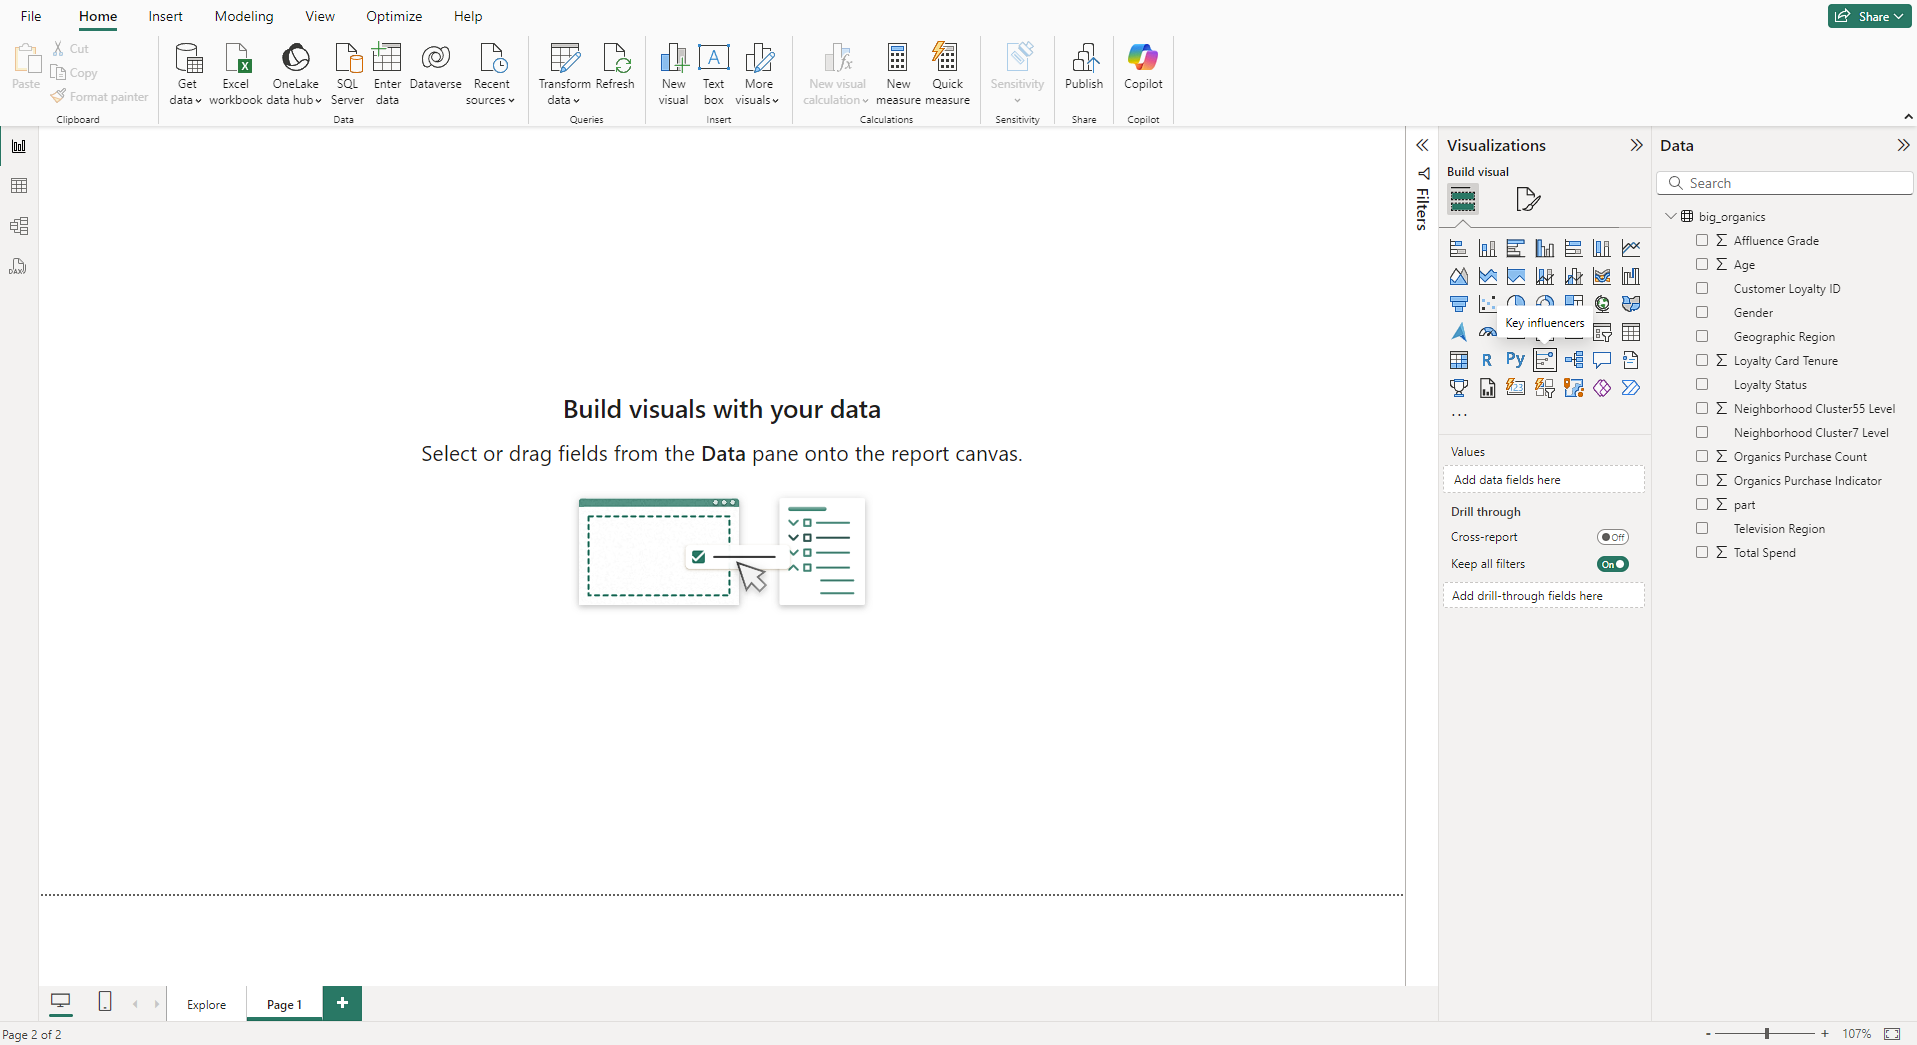 File
Home
Insert
Modeling
View
Optimize
Help
Share
Paste
Cut
Copy
Format painter
Clipboard
Get
data
Excel
workbook
OneLake
data hub
SQL
Server
Enter
data
Dataverse
Recent
sources
Data
Transform
data
Refresh
Queries
New
visual
Text
box
More
visuals
Insert
New visual
calculation
New
measure
Quick
measure
Calculations
Sensitivity
Sensitivity
Publish
Share
Copilot
Copilot
Build visuals with your data
Select or drag fields from the Data pane onto the report canvas.
Filters
Visualizations
Build visual
Key influencers
R
Py
123
...
Values
Add data fields here
Drill through
Cross-report
Off
Keep all filters
On
Add drill-through fields here
Data
Search
big_organics
Affluence Grade
Age
Customer Loyalty ID
Gender
Geographic Region
Loyalty Card Tenure
Loyalty Status
Neighborhood Cluster55 Level
Neighborhood Cluster7 Level
Organics Purchase Count
Organics Purchase Indicator
part
Television Region
Total Spend
DAX
Explore
Page 1
+
Page 2 of 2
- + 107%